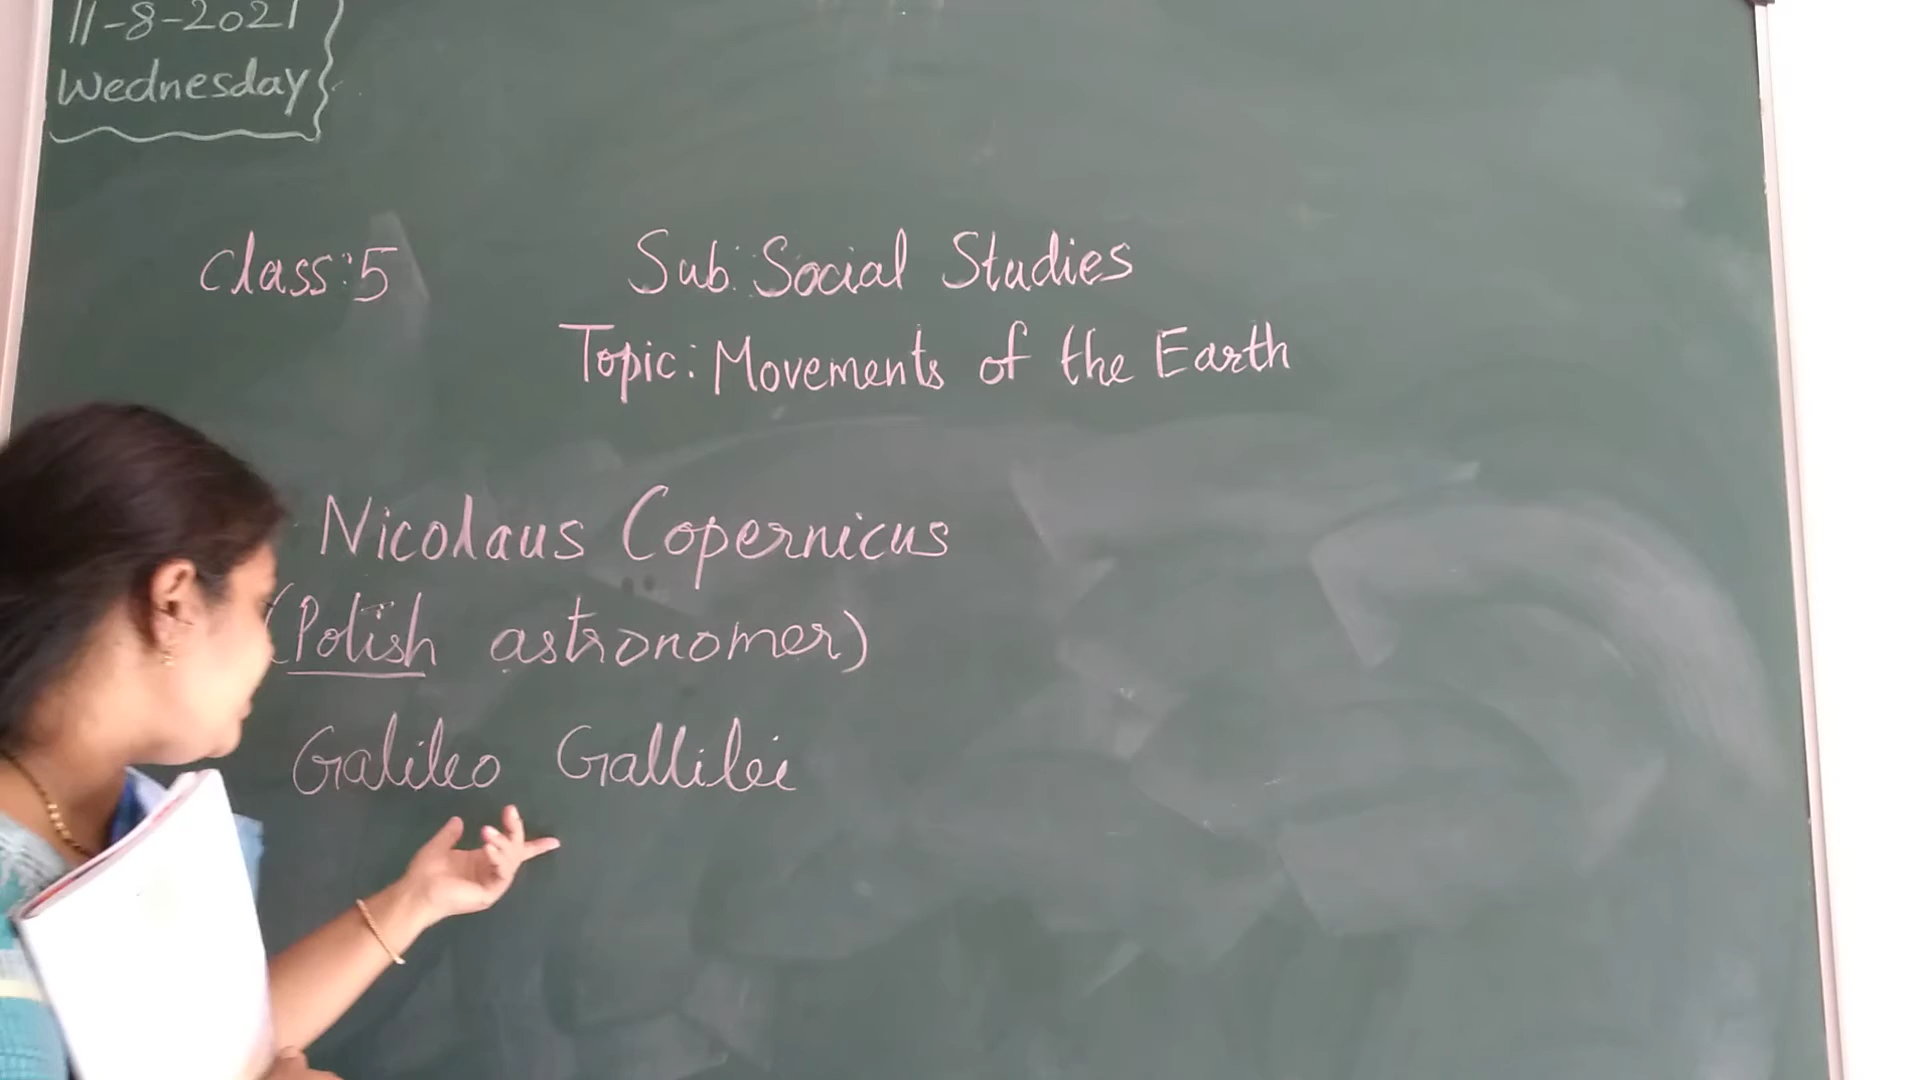 11-8-2021
Wednesday
Class:5
Sub: Social Studies
Topic: Movements of the Earth
Nicolaus Copernicus
(Polish astronomer)
Galileo Gallilei